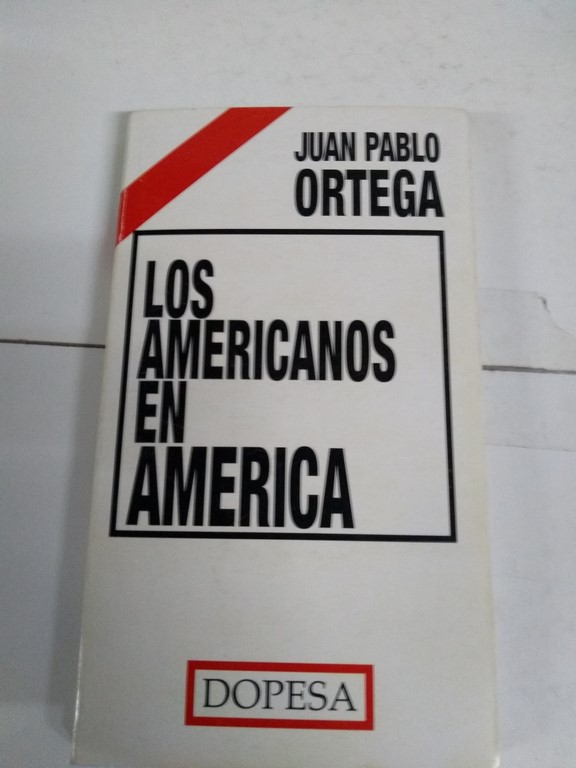 JUAN PABLO
ORTEGA
LOS
AMERICANOS
EN
AMERICA
DOPESA